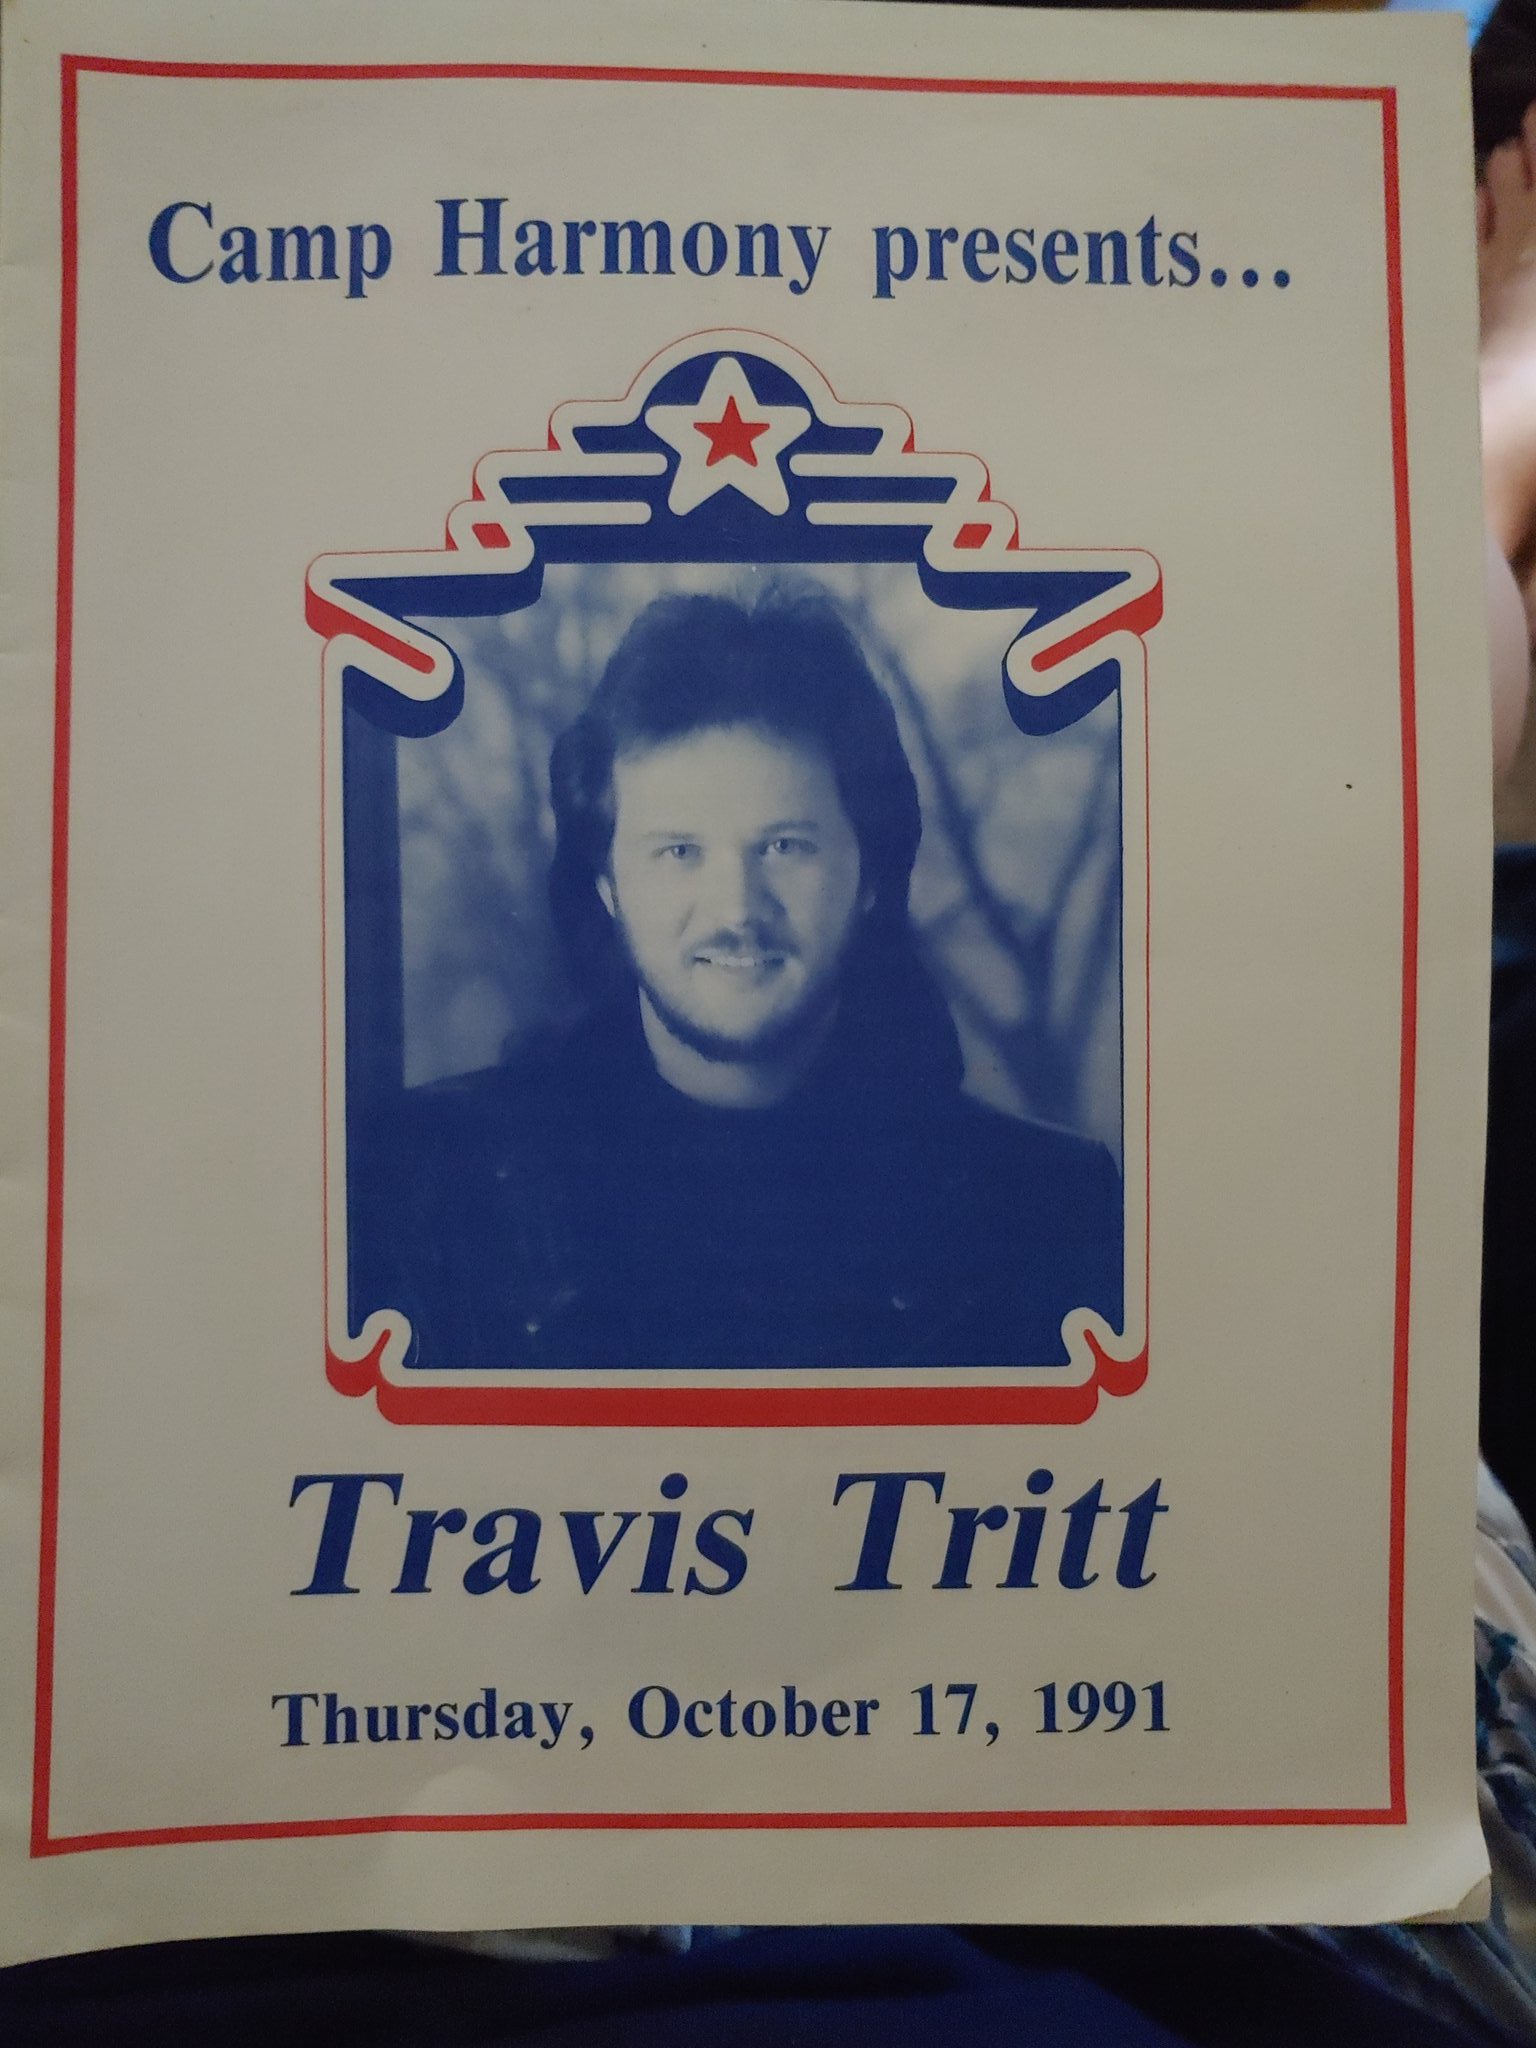 Camp Harmony presents...
Travis Tritt
Thursday, October 17, 1991